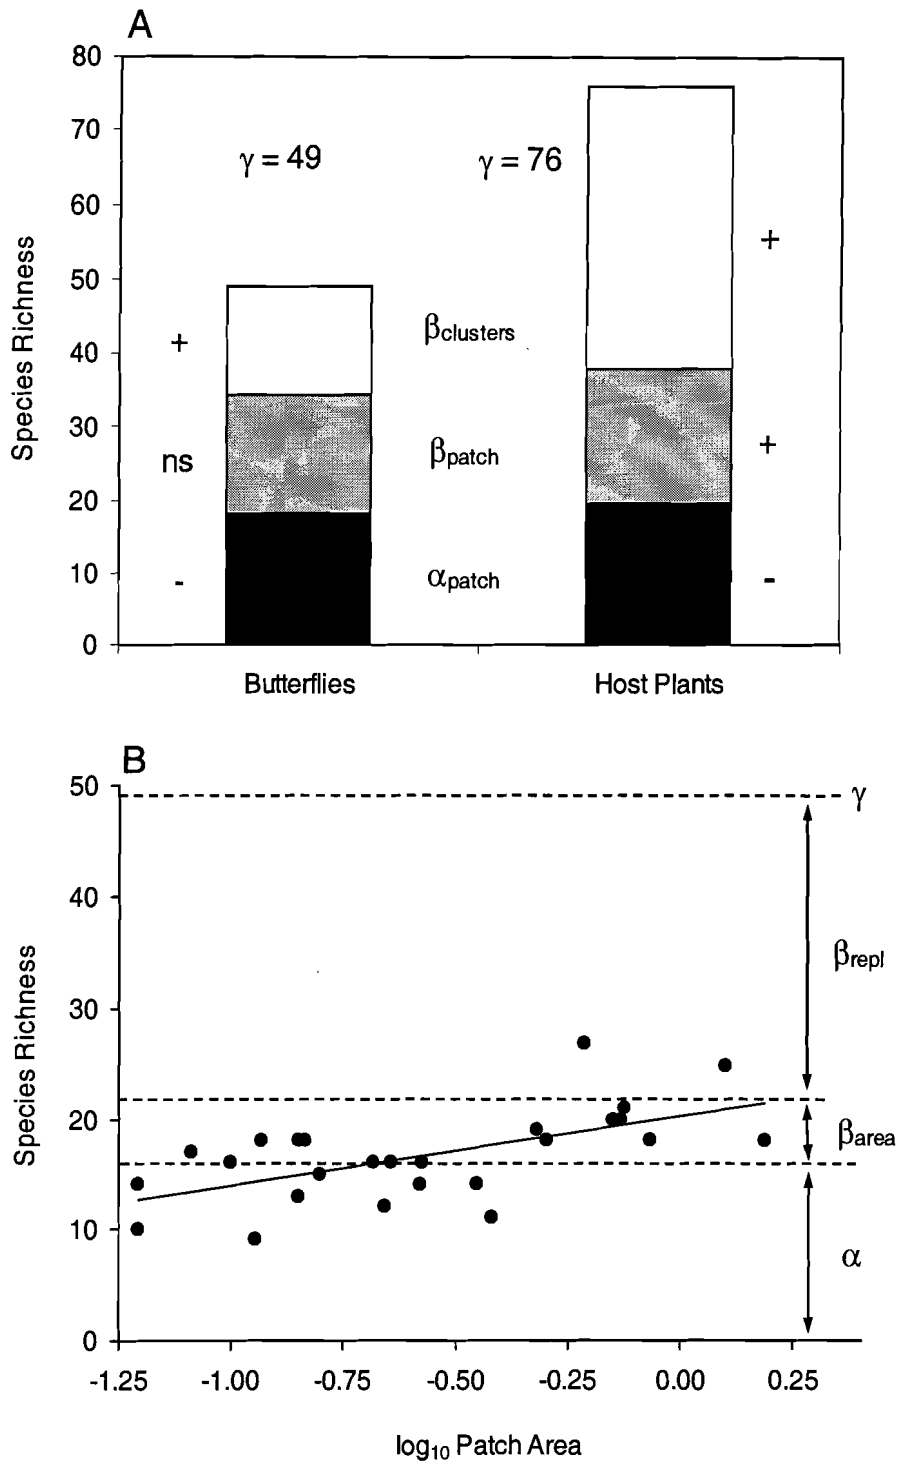 A
80
70
60
50
40
30
20
10
0
Species Richness
γ = 49
γ = 76
+
ns
-
βclusters
βpatch
αpatch
+
+
-
Butterflies
Host Plants
B
50
40
30
20
10
0
Species Richness
γ
βrepl
βarea
α
-1.25 -1.00 -0.75 -0.50 -0.25 0.00 0.25
log10 Patch Area